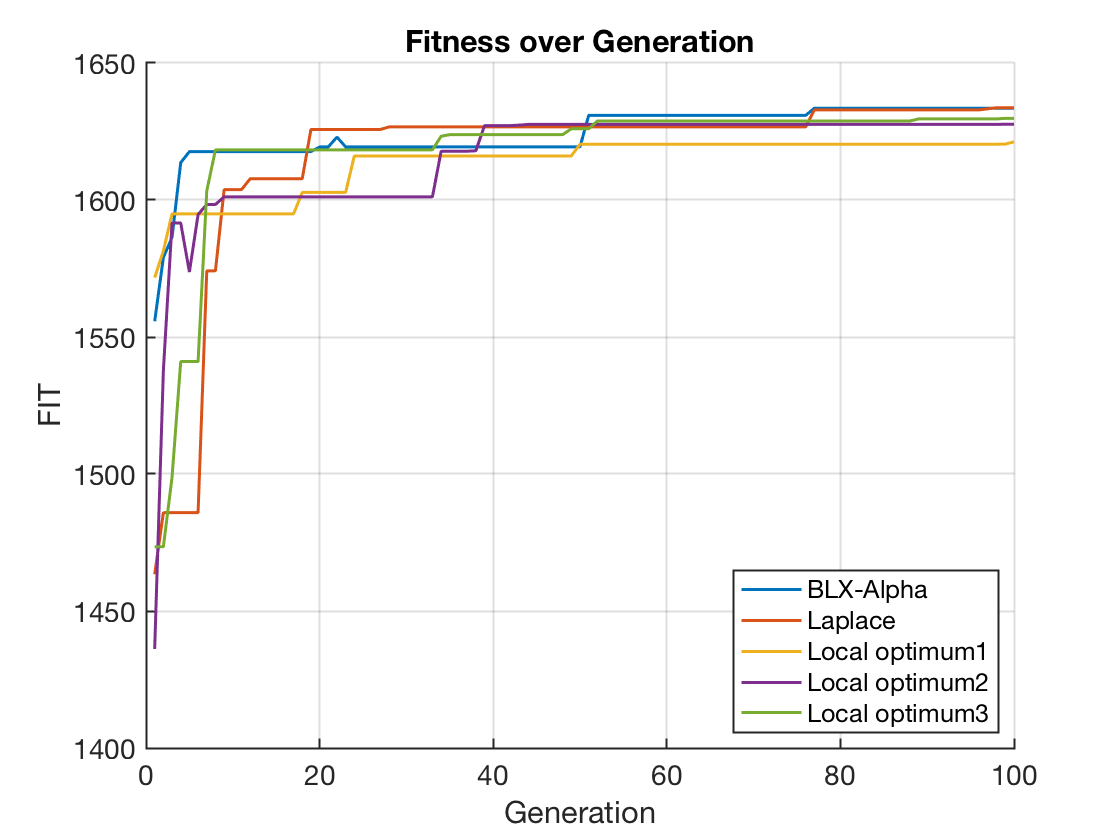 Fitness over Generation
1650
1600
1550
1500
1450
1400
FIT
0 20 40 60 80 100
Generation
BLX-Alpha
Laplace
Local optimum1
Local optimum2
Local optimum3